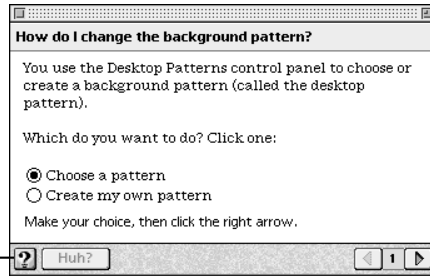 How do I change the background pattern?
You use the Desktop Patterns control panel to choose or
create a background pattern (called the desktop
pattern).
Which do you want to do? Click one:
Choose a pattern
Create my own pattern
Make your choice, then click the right arrow.
? Huh? 1